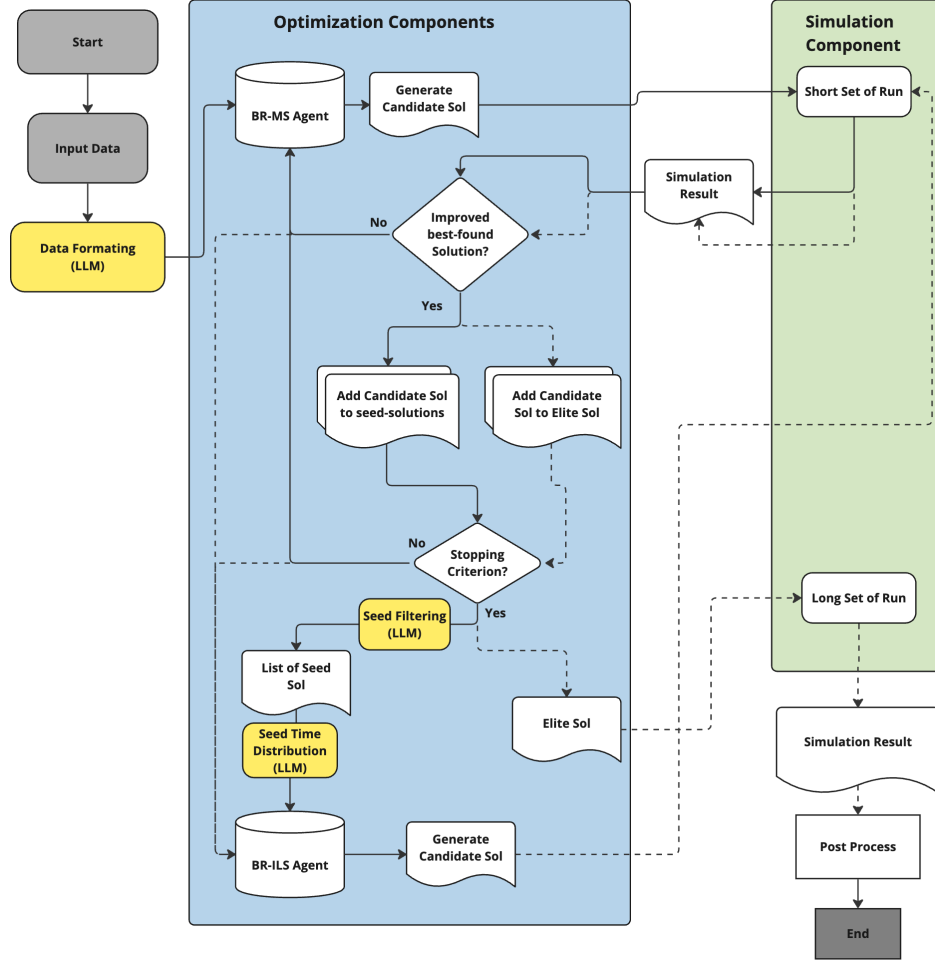 Optimization Components
Simulation
Component
Start
Input Data
Data Formating
(LLM)
BR-MS Agent
Generate
Candidate Sol
Short Set of Run
Simulation
Result
Improved
best-found
Solution?
No
Yes
Add Candidate Sol
to seed-solutions
Add Candidate
Sol to Elite Sol
Stopping
Criterion?
No
Yes
Seed Filtering
(LLM)
List of Seed
Sol
Seed Time
Distribution
(LLM)
Elite Sol
Long Set of Run
Simulation Result
BR-ILS Agent
Generate
Candidate Sol
Post Process
End